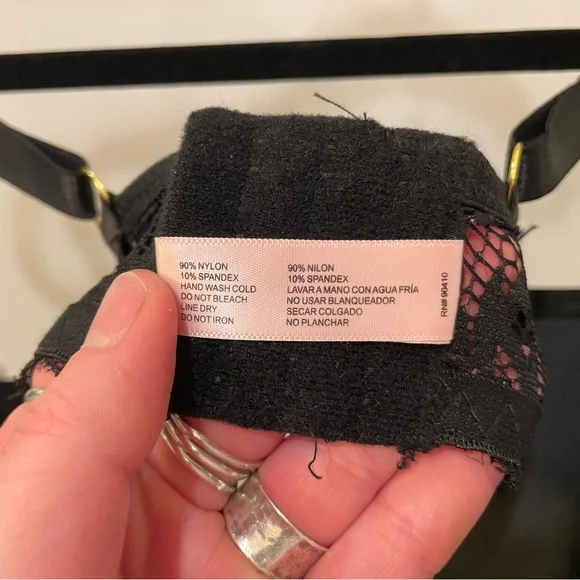 90% NYLON
10% SPANDEX
HAND WASH COLD
DO NOT BLEACH
LINE DRY
DO NOT IRON
90% NILON
10% SPANDEX
LAVAR A MANO CON AGUA FRÍA
NO USAR BLANQUEADOR
SECAR COLGADO
NO PLANCHAR
RN# 90410